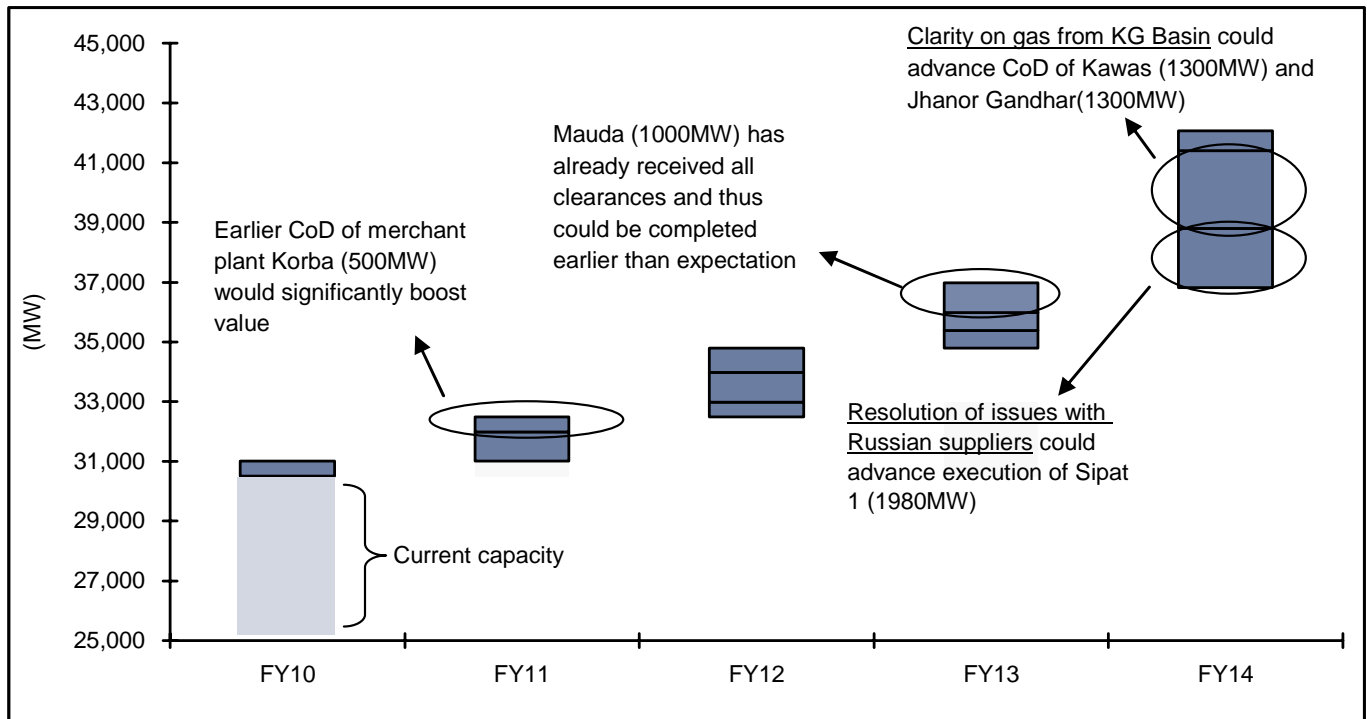 45,000
43,000
41,000
39,000
37,000
35,000
33,000
31,000
29,000
27,000
25,000
(MW)
Clarity on gas from KG Basin could
advance CoD of Kawas (1300MW) and
Jhanor Gandhar(1300MW)
Mauda (1000MW) has
already received all
clearances and thus
could be completed
earlier than expectation
Earlier CoD of merchant
plant Korba (500MW)
would significantly boost
value
Resolution of issues with
Russian suppliers could
advance execution of Sipat
1 (1980MW)
Current capacity
FY10
FY11
FY12
FY13
FY14